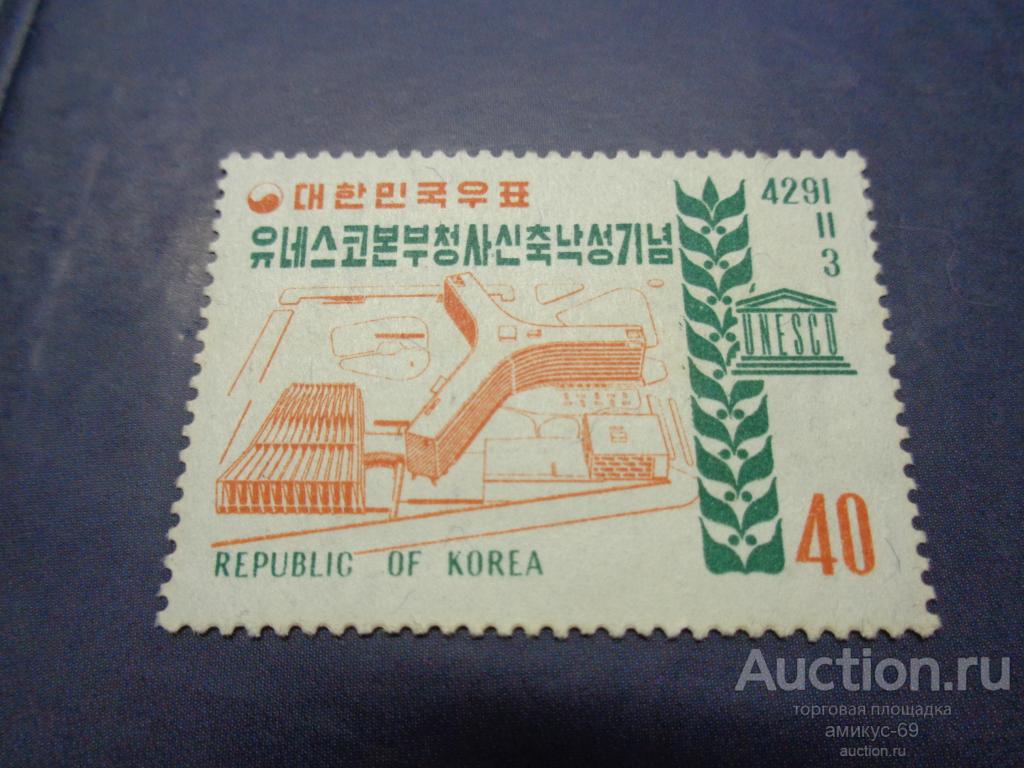 대한민국우표
유네스코본부청사신축낙성기념
4291
11
3
UNESCO
REPUBLIC OF KOREA
40
Auction.ru
торговая площадка
амикус-69
auction.ru